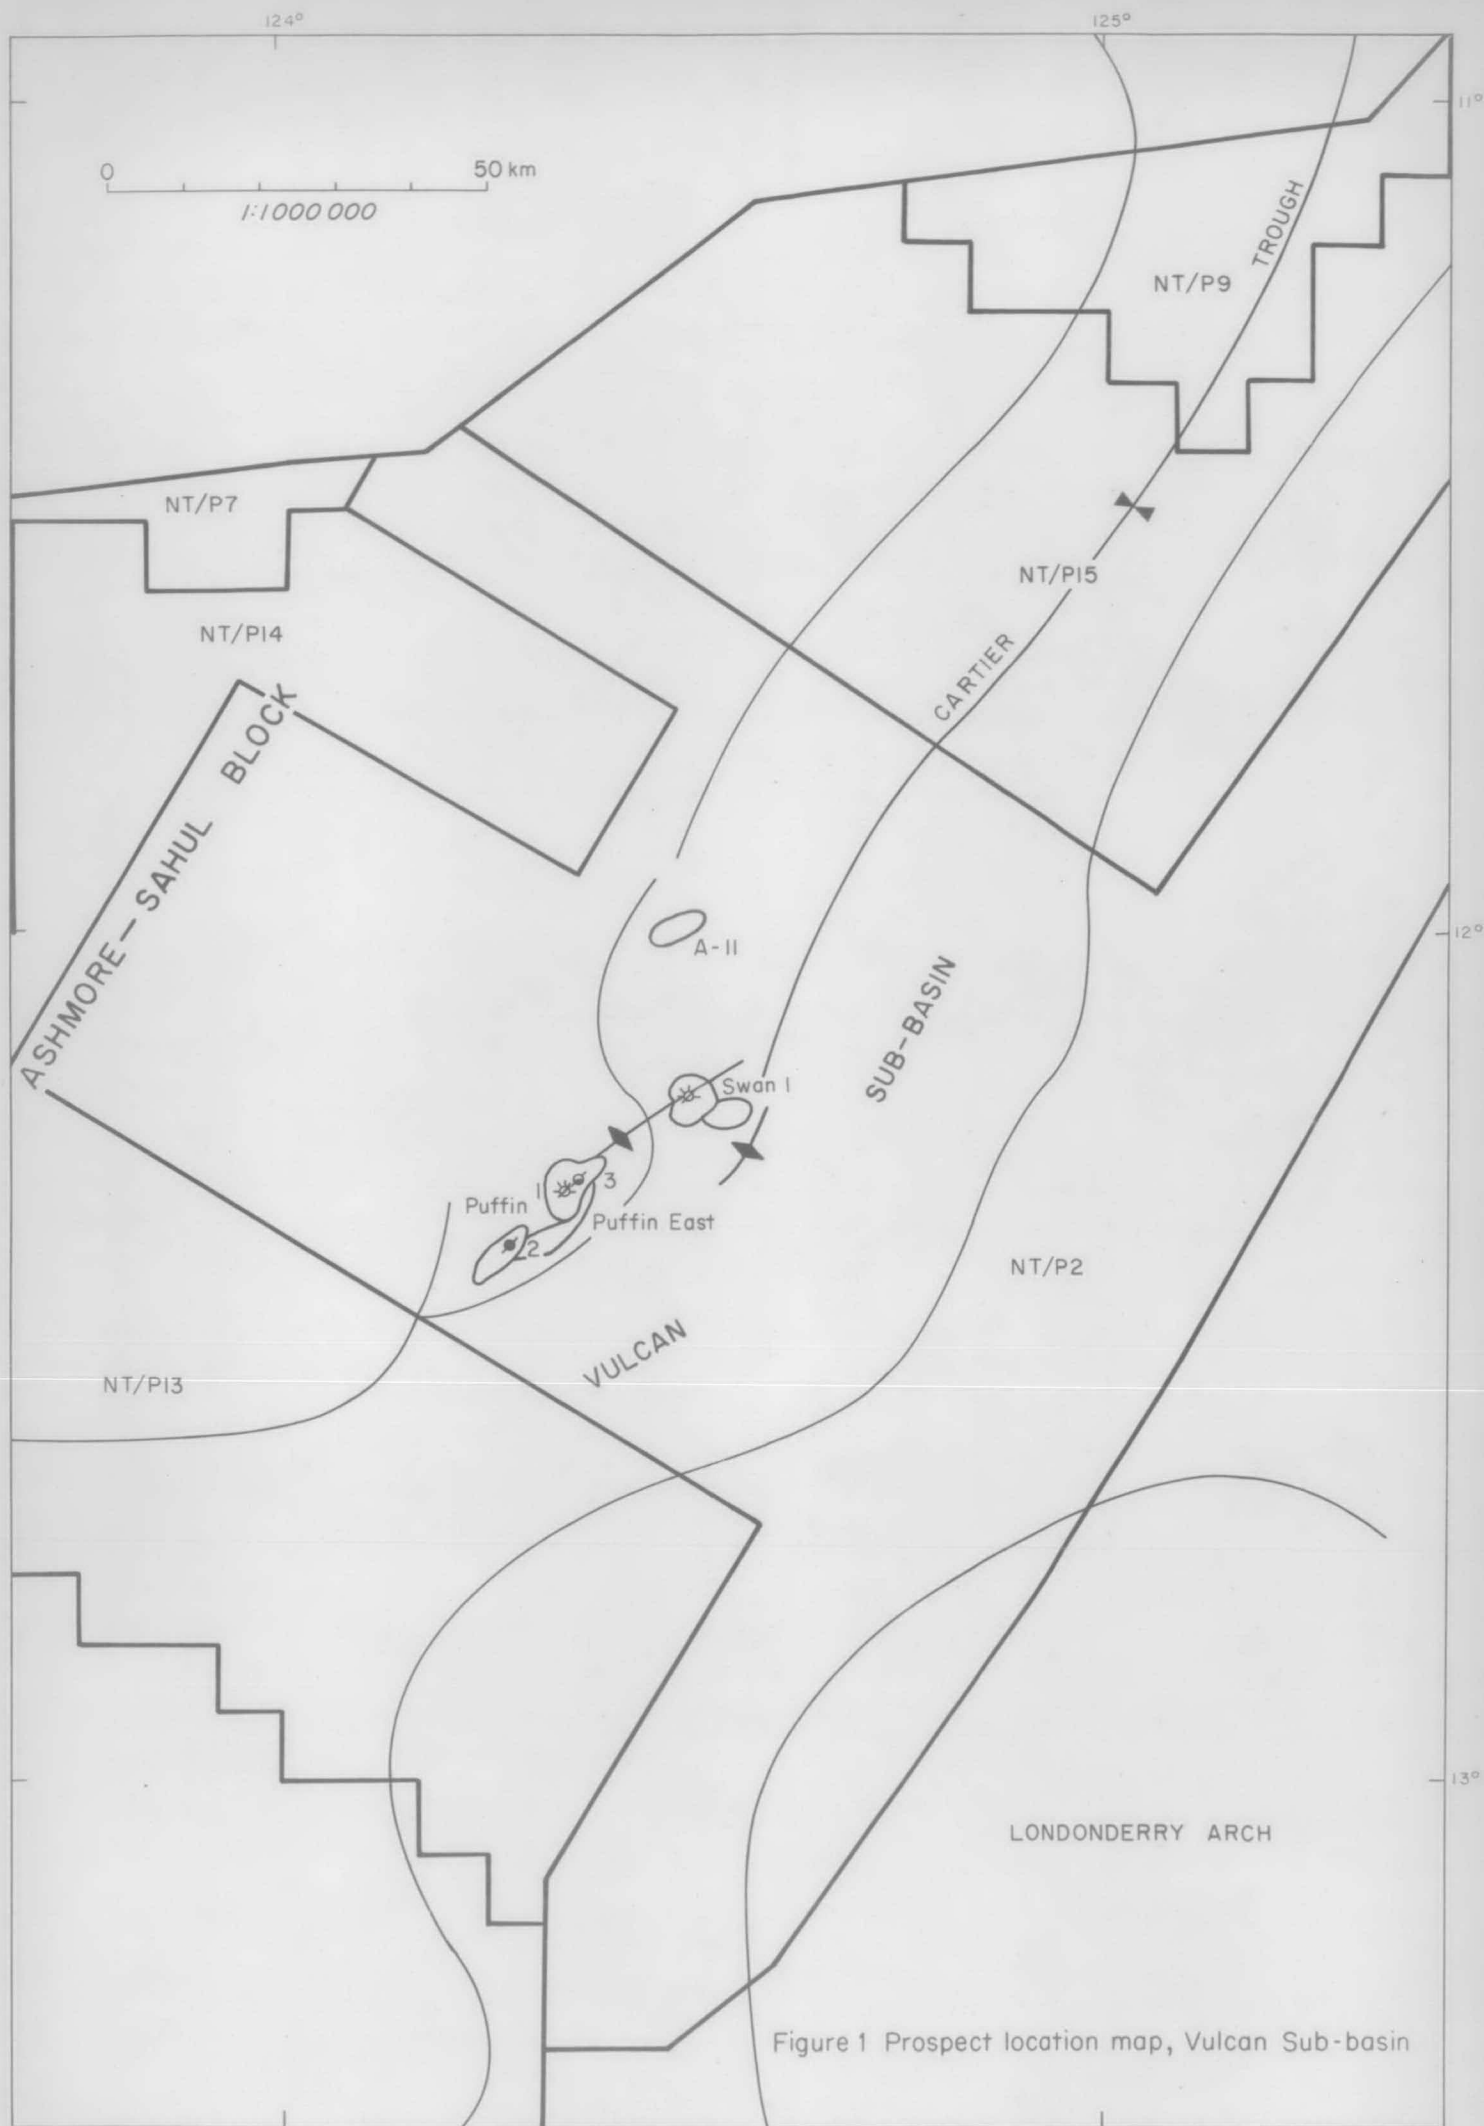 124°
125°
11°
0
50 km
1:1000 000
TROUGH
NT/P9
NT/P7
NT/P15
NT/P14
CARTIER
ASHMORE—SAHUL BLOCK
A-11
12°
SUB-BASIN
Swan 1
1
3
Puffin
Puffin East
2
NT/P2
VULCAN
NT/P13
13°
LONDONDERRY ARCH
Figure 1 Prospect location map, Vulcan Sub-basin